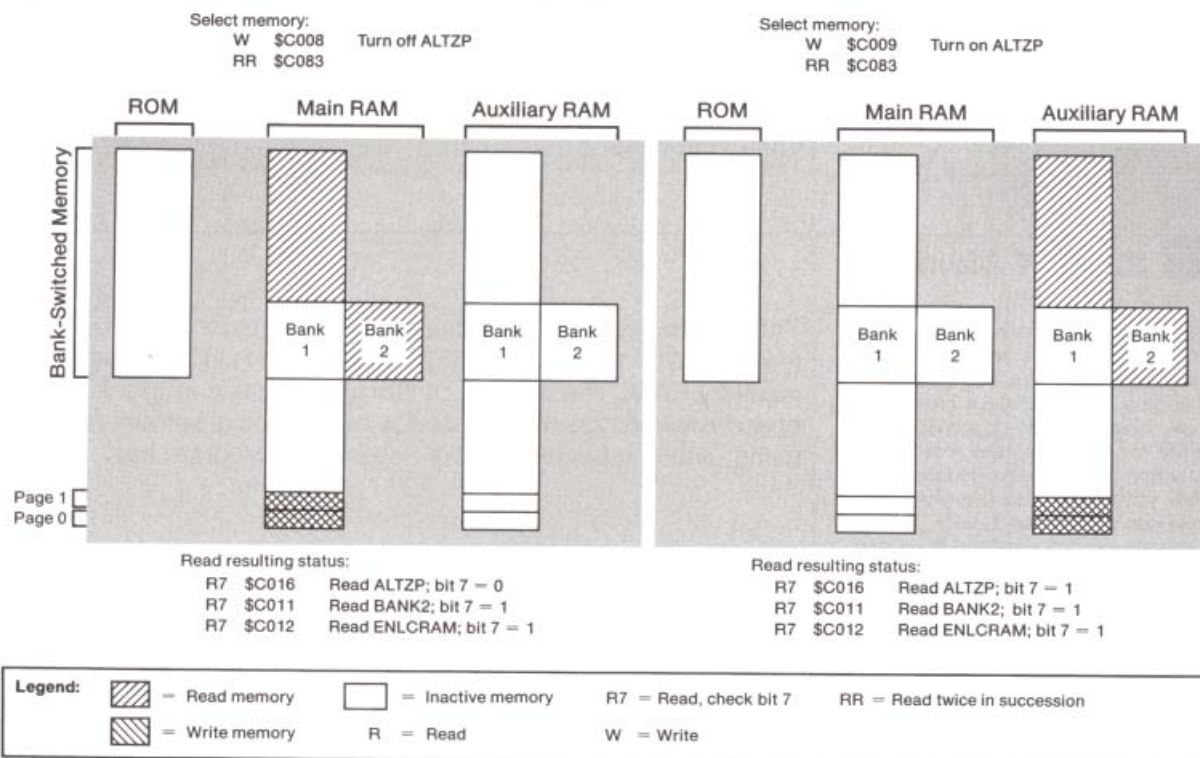 Select memory:
W $C008 Turn off ALTZP
RR $C083
ROM
Main RAM
Auxiliary RAM
Bank-Switched Memory
Bank
1
Bank
2
Bank
1
Bank
2
Page 1
Page 0
Read resulting status:
R7 $C016 Read ALTZP; bit 7 = 0
R7 $C011 Read BANK2; bit 7 = 1
R7 $C012 Read ENLCRAM; bit 7 = 1
Select memory:
W $C009 Turn on ALTZP
RR $C083
ROM
Main RAM
Auxiliary RAM
Bank
1
Bank
2
Bank
1
Bank
2
Read resulting status:
R7 $C016 Read ALTZP; bit 7 = 1
R7 $C011 Read BANK2; bit 7 = 1
R7 $C012 Read ENLCRAM; bit 7 = 1
Legend:
= Read memory
= Inactive memory
R7 = Read, check bit 7
RR = Read twice in succession
= Write memory
R = Read
W = Write